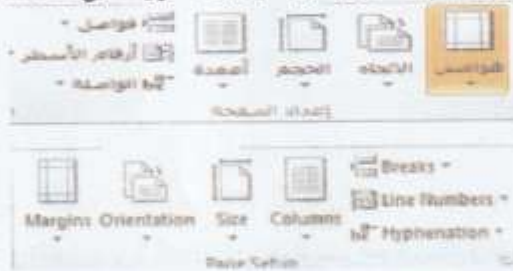 هوامش الاتجاه الحجم أعمدة
فواصل
أرقام الأسطر
الواصلة
إعداد الصفحة
Margins Orientation Size Columns
Breaks
Line Numbers
Hyphenation
Page Setup